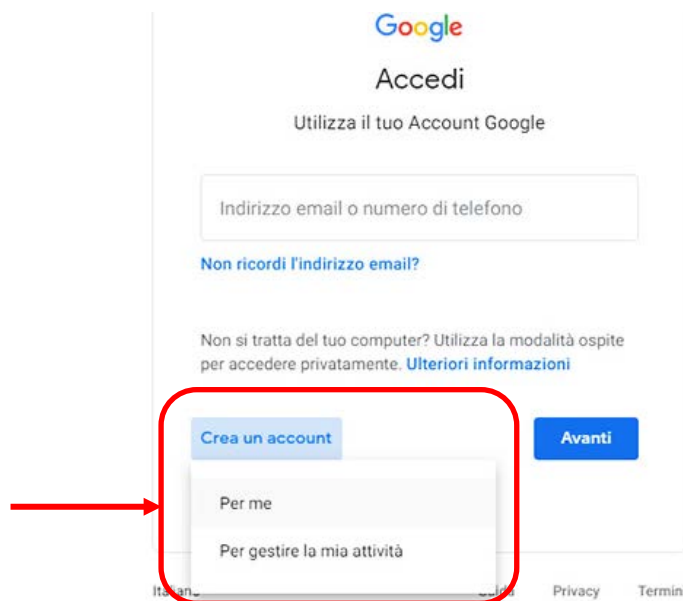 Google
Accedi
Utilizza il tuo Account Google
Indirizzo email o numero di telefono
Non ricordi l'indirizzo email?
Non si tratta del tuo computer? Utilizza la modalità ospite
per accedere privatamente. Ulteriori informazioni
Crea un account
Avanti
Per me
Per gestire la mia attività
Privacy